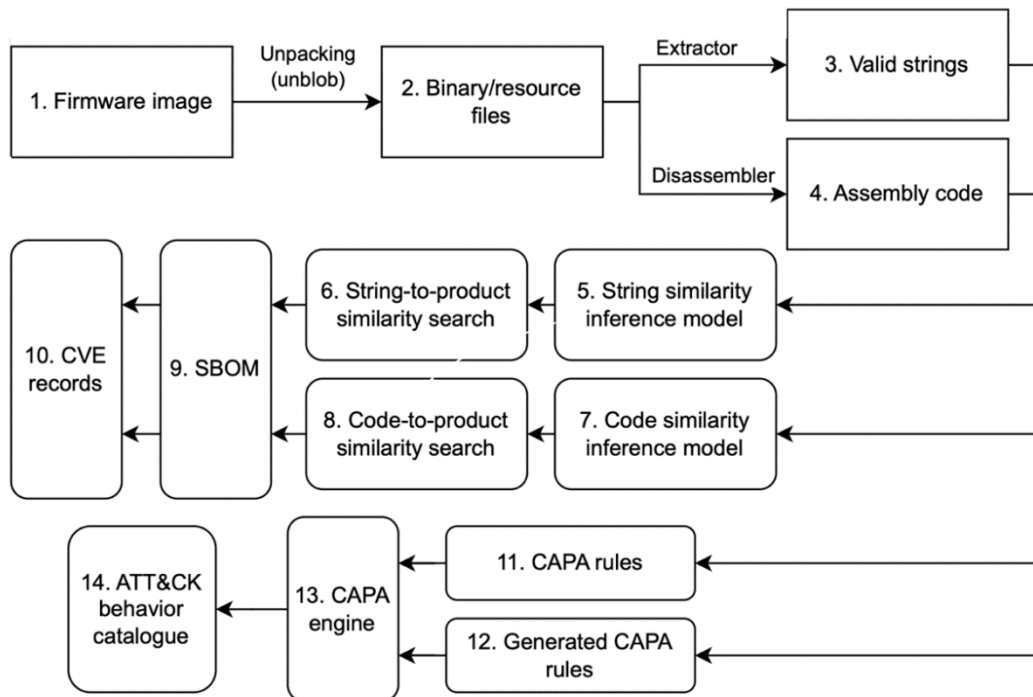 Unpacking
(unblob)
Extractor
1. Firmware image
2. Binary/resource
files
3. Valid strings
Disassembler
4. Assembly code
10. CVE
records
9. SBOM
6. String-to-product
similarity search
5. String similarity
inference model
8. Code-to-product
similarity search
7. Code similarity
inference model
14. ATT&CK
behavior
catalogue
13. CAPA
engine
11. CAPA rules
12. Generated CAPA
rules